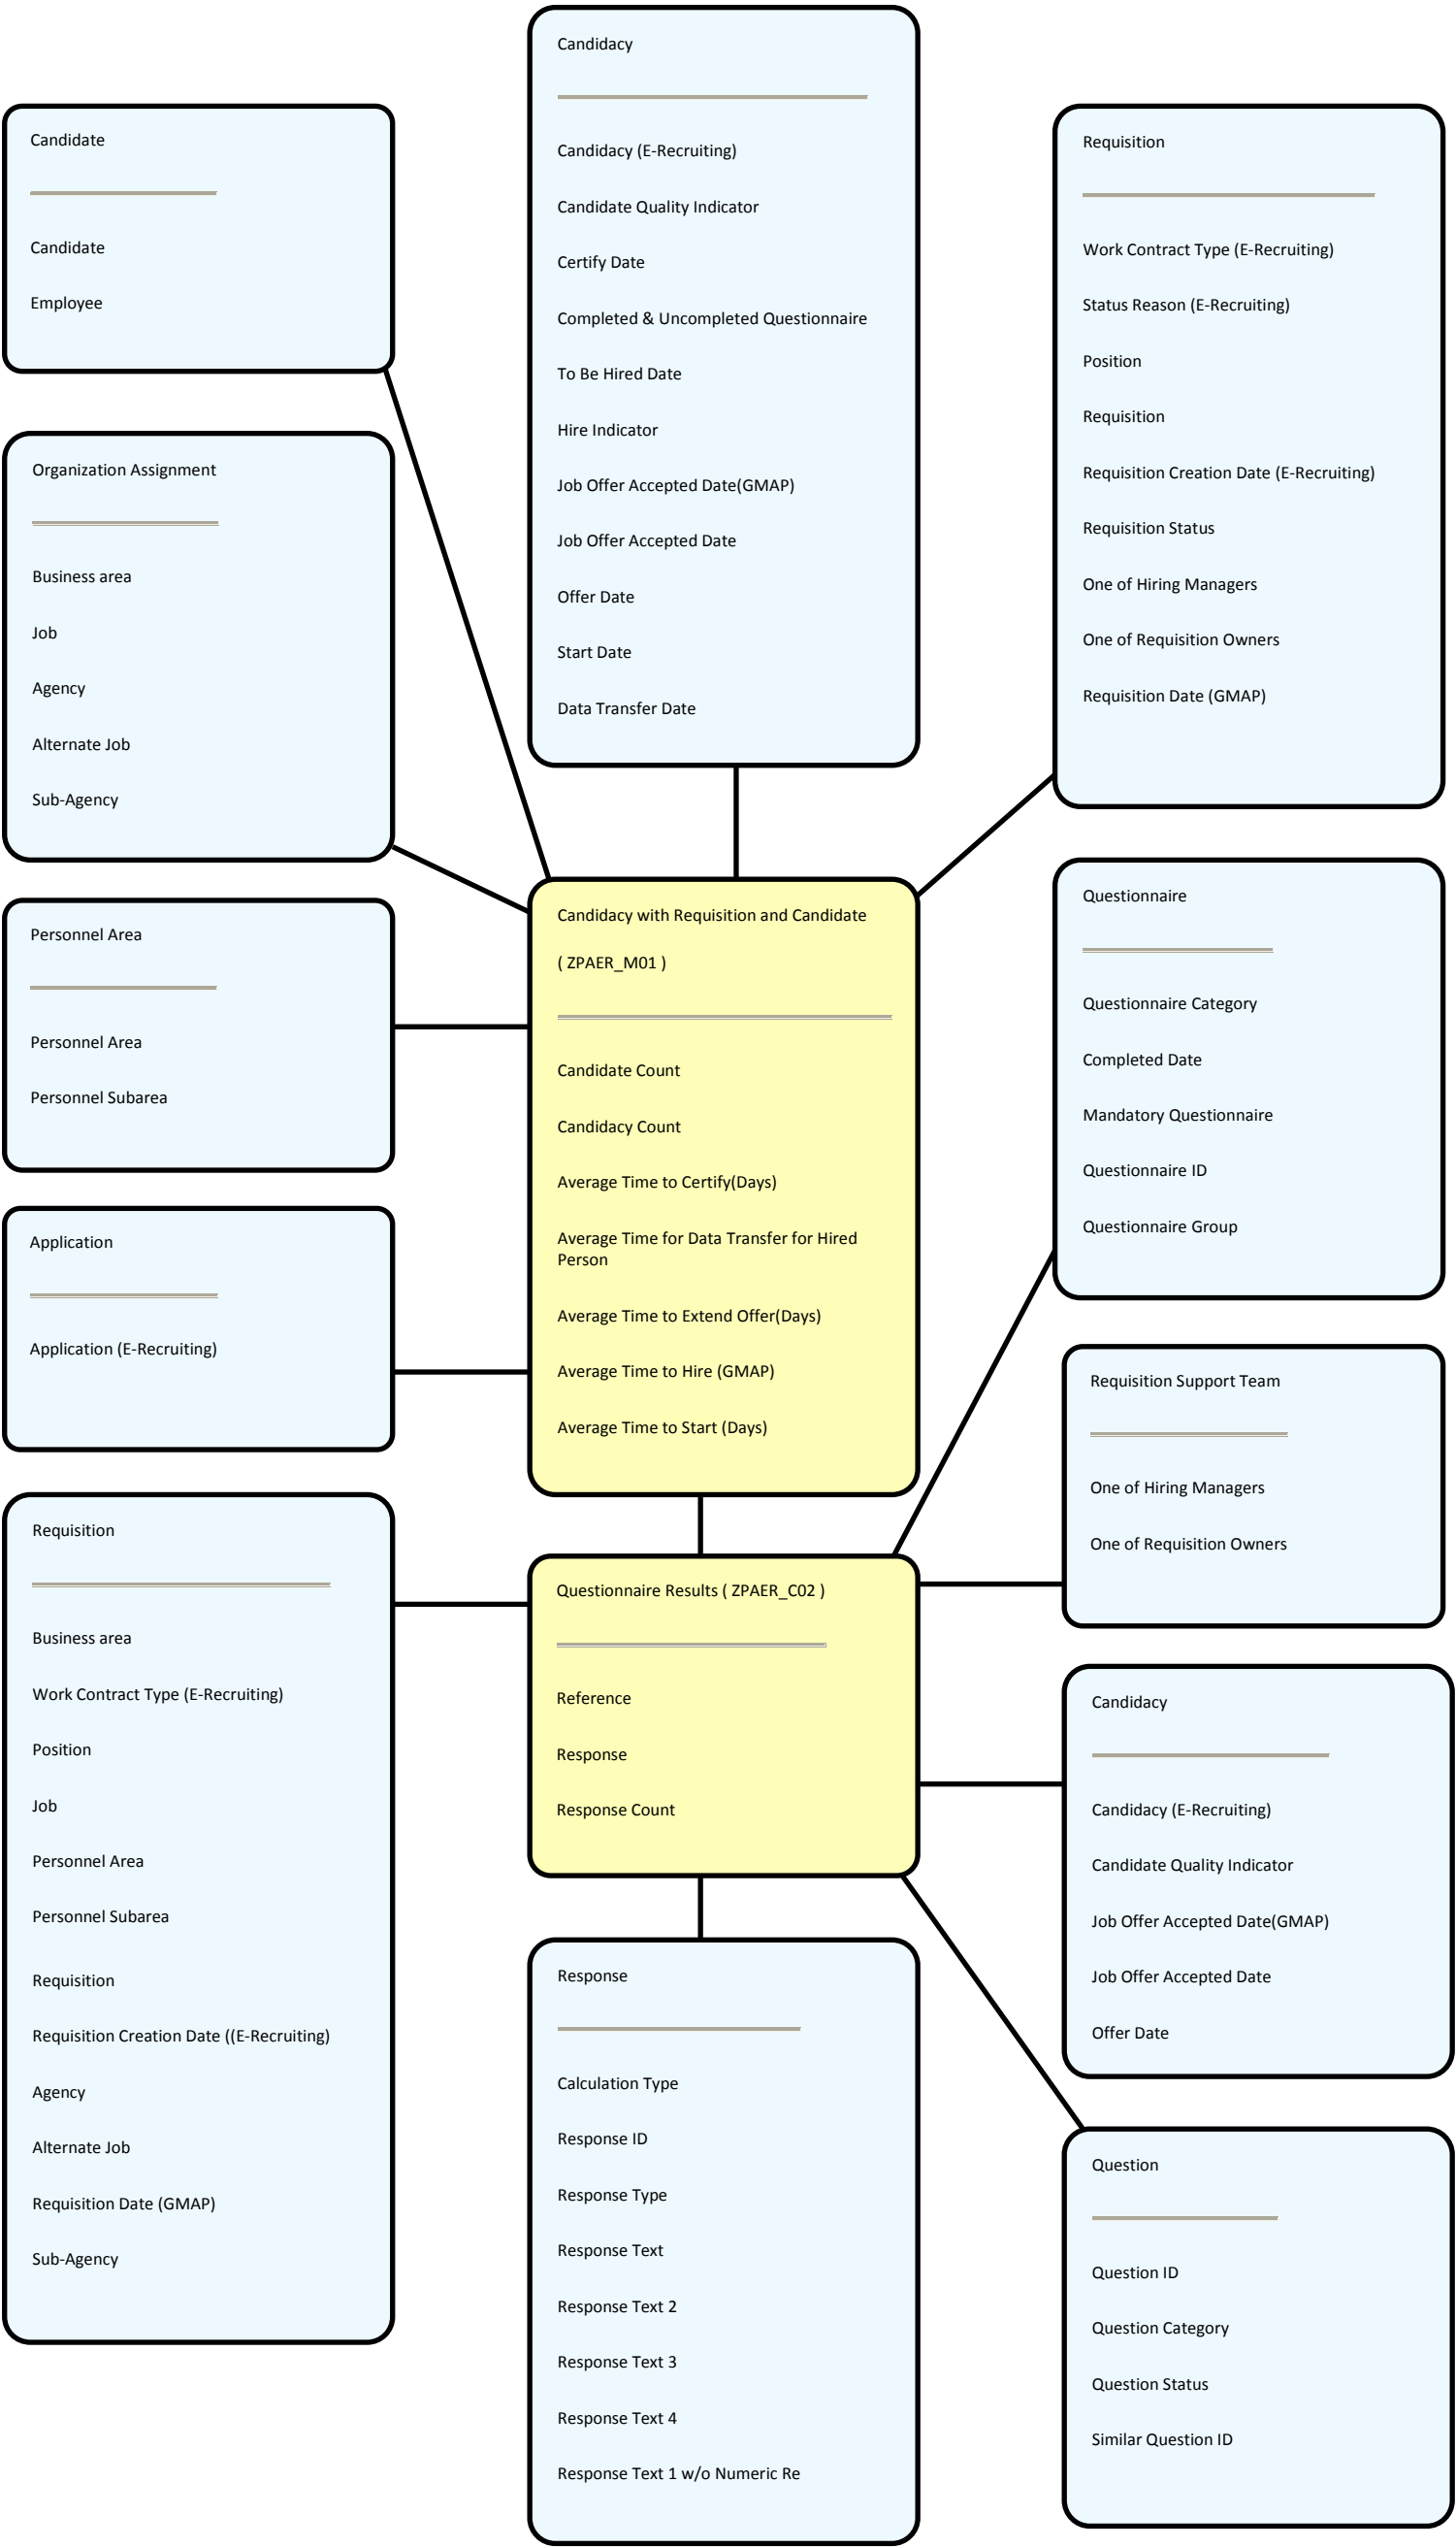 Candidacy
Candidacy (E-Recruiting)
Candidate Quality Indicator
Certify Date
Completed & Uncompleted Questionnaire
To Be Hired Date
Hire Indicator
Job Offer Accepted Date(GMAP)
Job Offer Accepted Date
Offer Date
Start Date
Data Transfer Date
Candidate
Candidate
Employee
Requisition
Work Contract Type (E-Recruiting)
Status Reason (E-Recruiting)
Position
Requisition
Requisition Creation Date (E-Recruiting)
Requisition Status
One of Hiring Managers
One of Requisition Owners
Requisition Date (GMAP)
Organization Assignment
Business area
Job
Agency
Alternate Job
Sub-Agency
Candidacy with Requisition and Candidate
( ZPAER_M01 )
Candidate Count
Candidacy Count
Average Time to Certify(Days)
Average Time for Data Transfer for Hired
Person
Average Time to Extend Offer(Days)
Average Time to Hire (GMAP)
Average Time to Start (Days)
Questionnaire
Questionnaire Category
Completed Date
Mandatory Questionnaire
Questionnaire ID
Questionnaire Group
Personnel Area
Personnel Area
Personnel Subarea
Application
Application (E-Recruiting)
Requisition Support Team
One of Hiring Managers
One of Requisition Owners
Requisition
Business area
Work Contract Type (E-Recruiting)
Position
Job
Personnel Area
Personnel Subarea
Requisition
Requisition Creation Date ((E-Recruiting)
Agency
Alternate Job
Requisition Date (GMAP)
Sub-Agency
Questionnaire Results ( ZPAER_C02 )
Reference
Response
Response Count
Candidacy
Candidacy (E-Recruiting)
Candidate Quality Indicator
Job Offer Accepted Date(GMAP)
Job Offer Accepted Date
Offer Date
Response
Calculation Type
Response ID
Response Type
Response Text
Response Text 2
Response Text 3
Response Text 4
Response Text 1 w/o Numeric Re
Question
Question ID
Question Category
Question Status
Similar Question ID